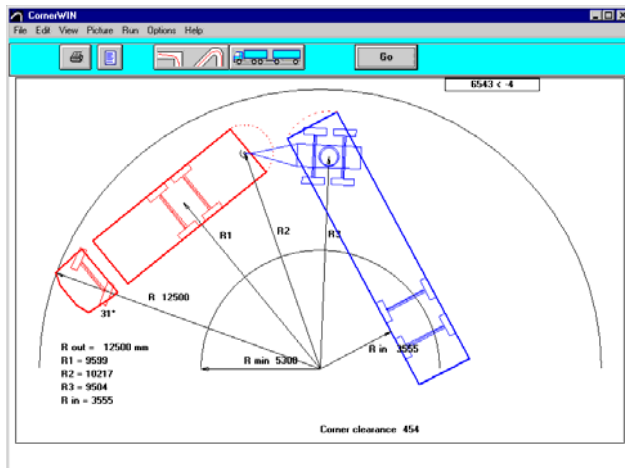 CornerWIN
File Edit View Picture Run Options Help
Go
6543 < -4
R1
R2
R3
R 12500
31°
R out = 12500 mm
R1 = 9599
R2 = 10217
R3 = 9504
R in = 3555
R min 5300
R in 3555
Corner clearance 454